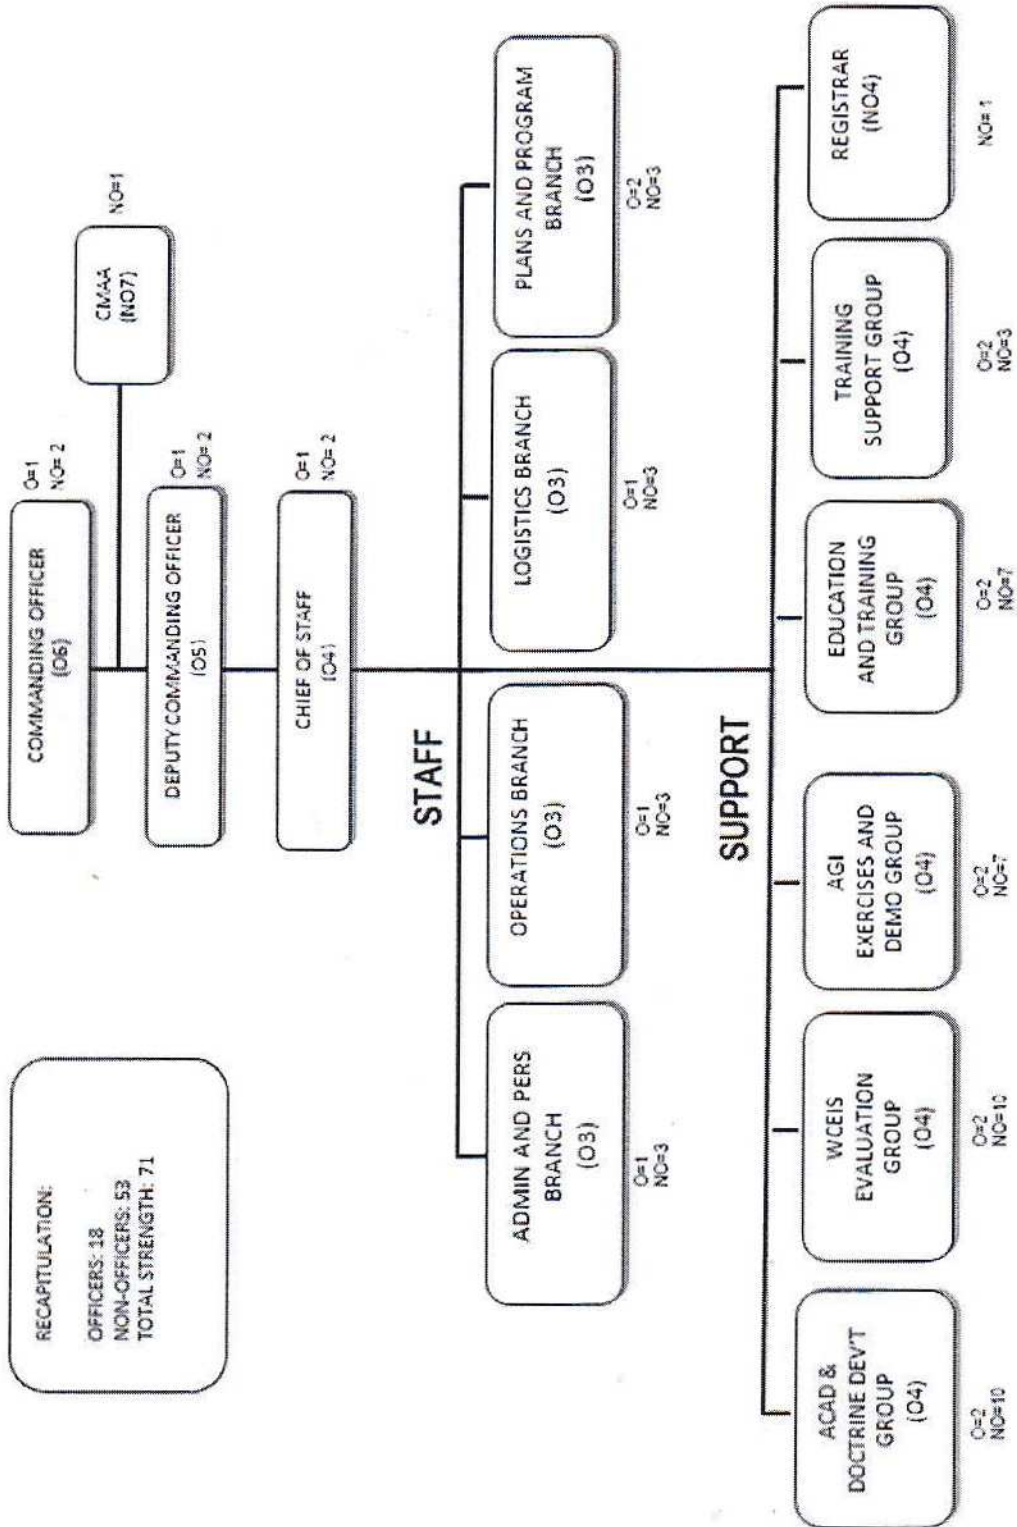 COMMANDING OFFICER
(O6)
O=1
NO= 2
CMAA
(NO7)
NO=1
DEPUTY COMMANDING OFFICER
(O5)
O=1
NO= 2
CHIEF OF STAFF
(O4)
O=1
NO= 2
RECAPITULATION:
OFFICERS: 18
NON-OFFICERS: 53
TOTAL STRENGTH: 71
STAFF
ADMIN AND PERS
BRANCH
(O3)
O=1
NO=3
OPERATIONS BRANCH
(O3)
O=1
NO=3
LOGISTICS BRANCH
(O3)
O=1
NO=3
PLANS AND PROGRAM
BRANCH
(O3)
O=2
NO=3
SUPPORT
ACAD &
DOCTRINE DEV'T
GROUP
(O4)
O=2
NO=10
WCEIS
EVALUATION
GROUP
(O4)
O=2
NO=10
AGI
EXERCISES AND
DEMO GROUP
(O4)
O=2
NO=7
EDUCATION
AND TRAINING
GROUP
(O4)
O=2
NO=7
TRAINING
SUPPORT GROUP
(O4)
O=2
NO=3
REGISTRAR
(NO4)
NO= 1